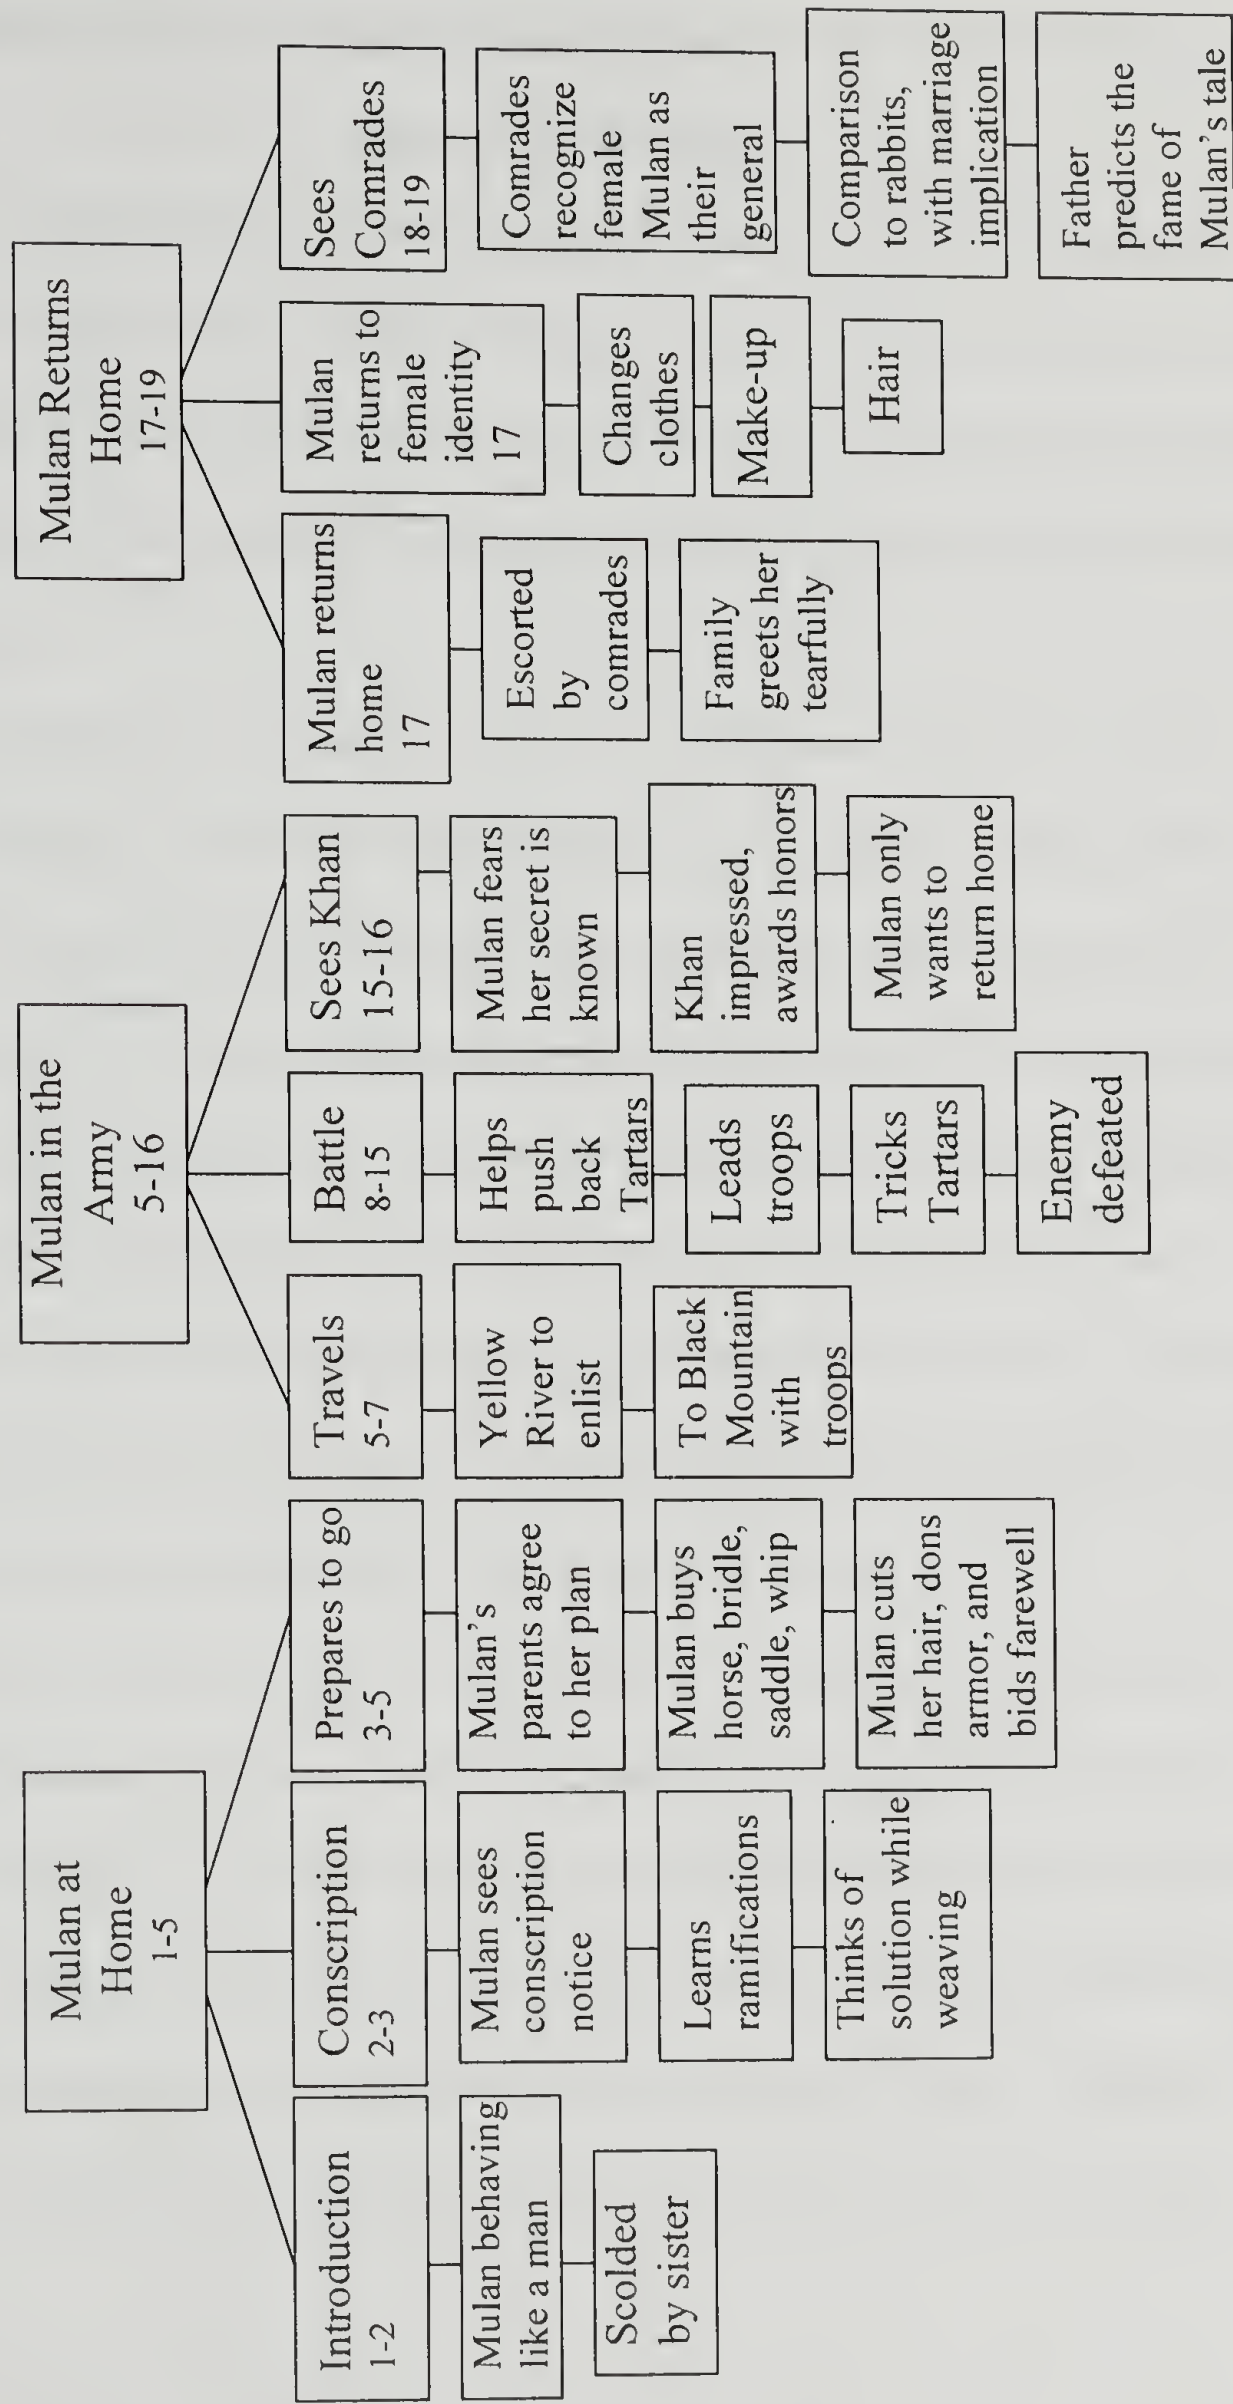 Mulan at
Home
1-5
Introduction
1-2
Mulan behaving
like a man
Scolded
by sister
Conscription
2-3
Mulan sees
conscription
notice
Learns
ramifications
Thinks of
solution while
weaving
Prepares to go
3-5
Mulan's
parents agree
to her plan
Mulan buys
horse, bridle,
saddle, whip
Mulan cuts
her hair, dons
armor, and
bids farewell
Mulan in the
Army
5-16
Travels
5-7
Yellow
River to
enlist
To Black
Mountain
with
troops
Battle
8-15
Helps
push
back
Tartars
Leads
troops
Tricks
Tartars
Enemy
defeated
Sees Khan
15-16
Mulan fears
her secret is
known
Khan
impressed,
awards honors
Mulan only
wants to
return home
Mulan Returns
Home
17-19
Mulan returns
home
17
Escorted
by
comrades
Family
greets her
tearfully
Mulan
returns to
female
identity
17
Changes
clothes
Make-up
Hair
Sees
Comrades
18-19
Comrades
recognize
female
Mulan as
their
general
Comparison
to rabbits,
with marriage
implication
Father
predicts the
fame of
Mulan's tale